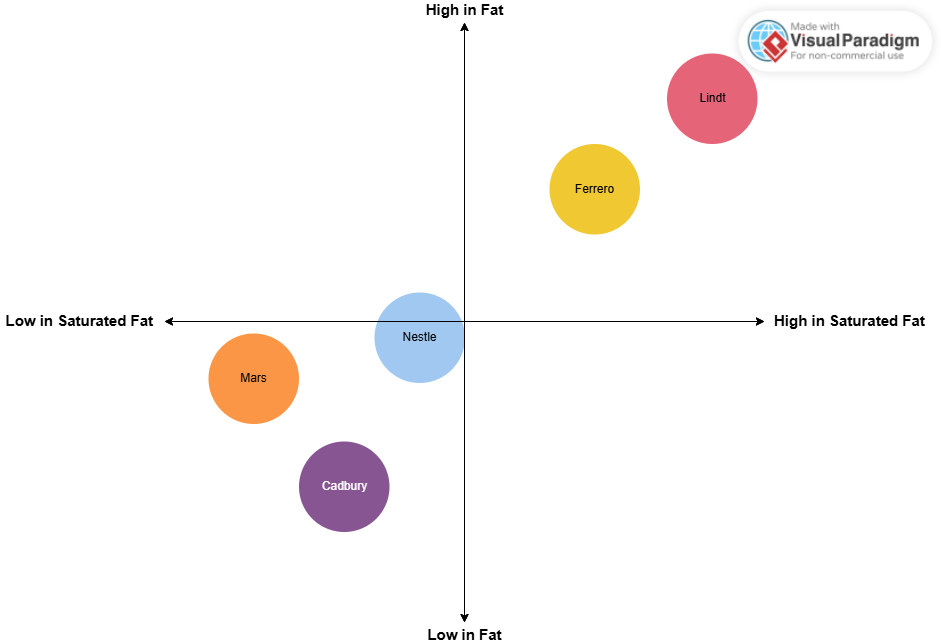 High in Fat
Made with
Visual Paradigm
For non-commercial use
Lindt
Ferrero
Low in Saturated Fat
High in Saturated Fat
Nestle
Mars
Cadbury
Low in Fat